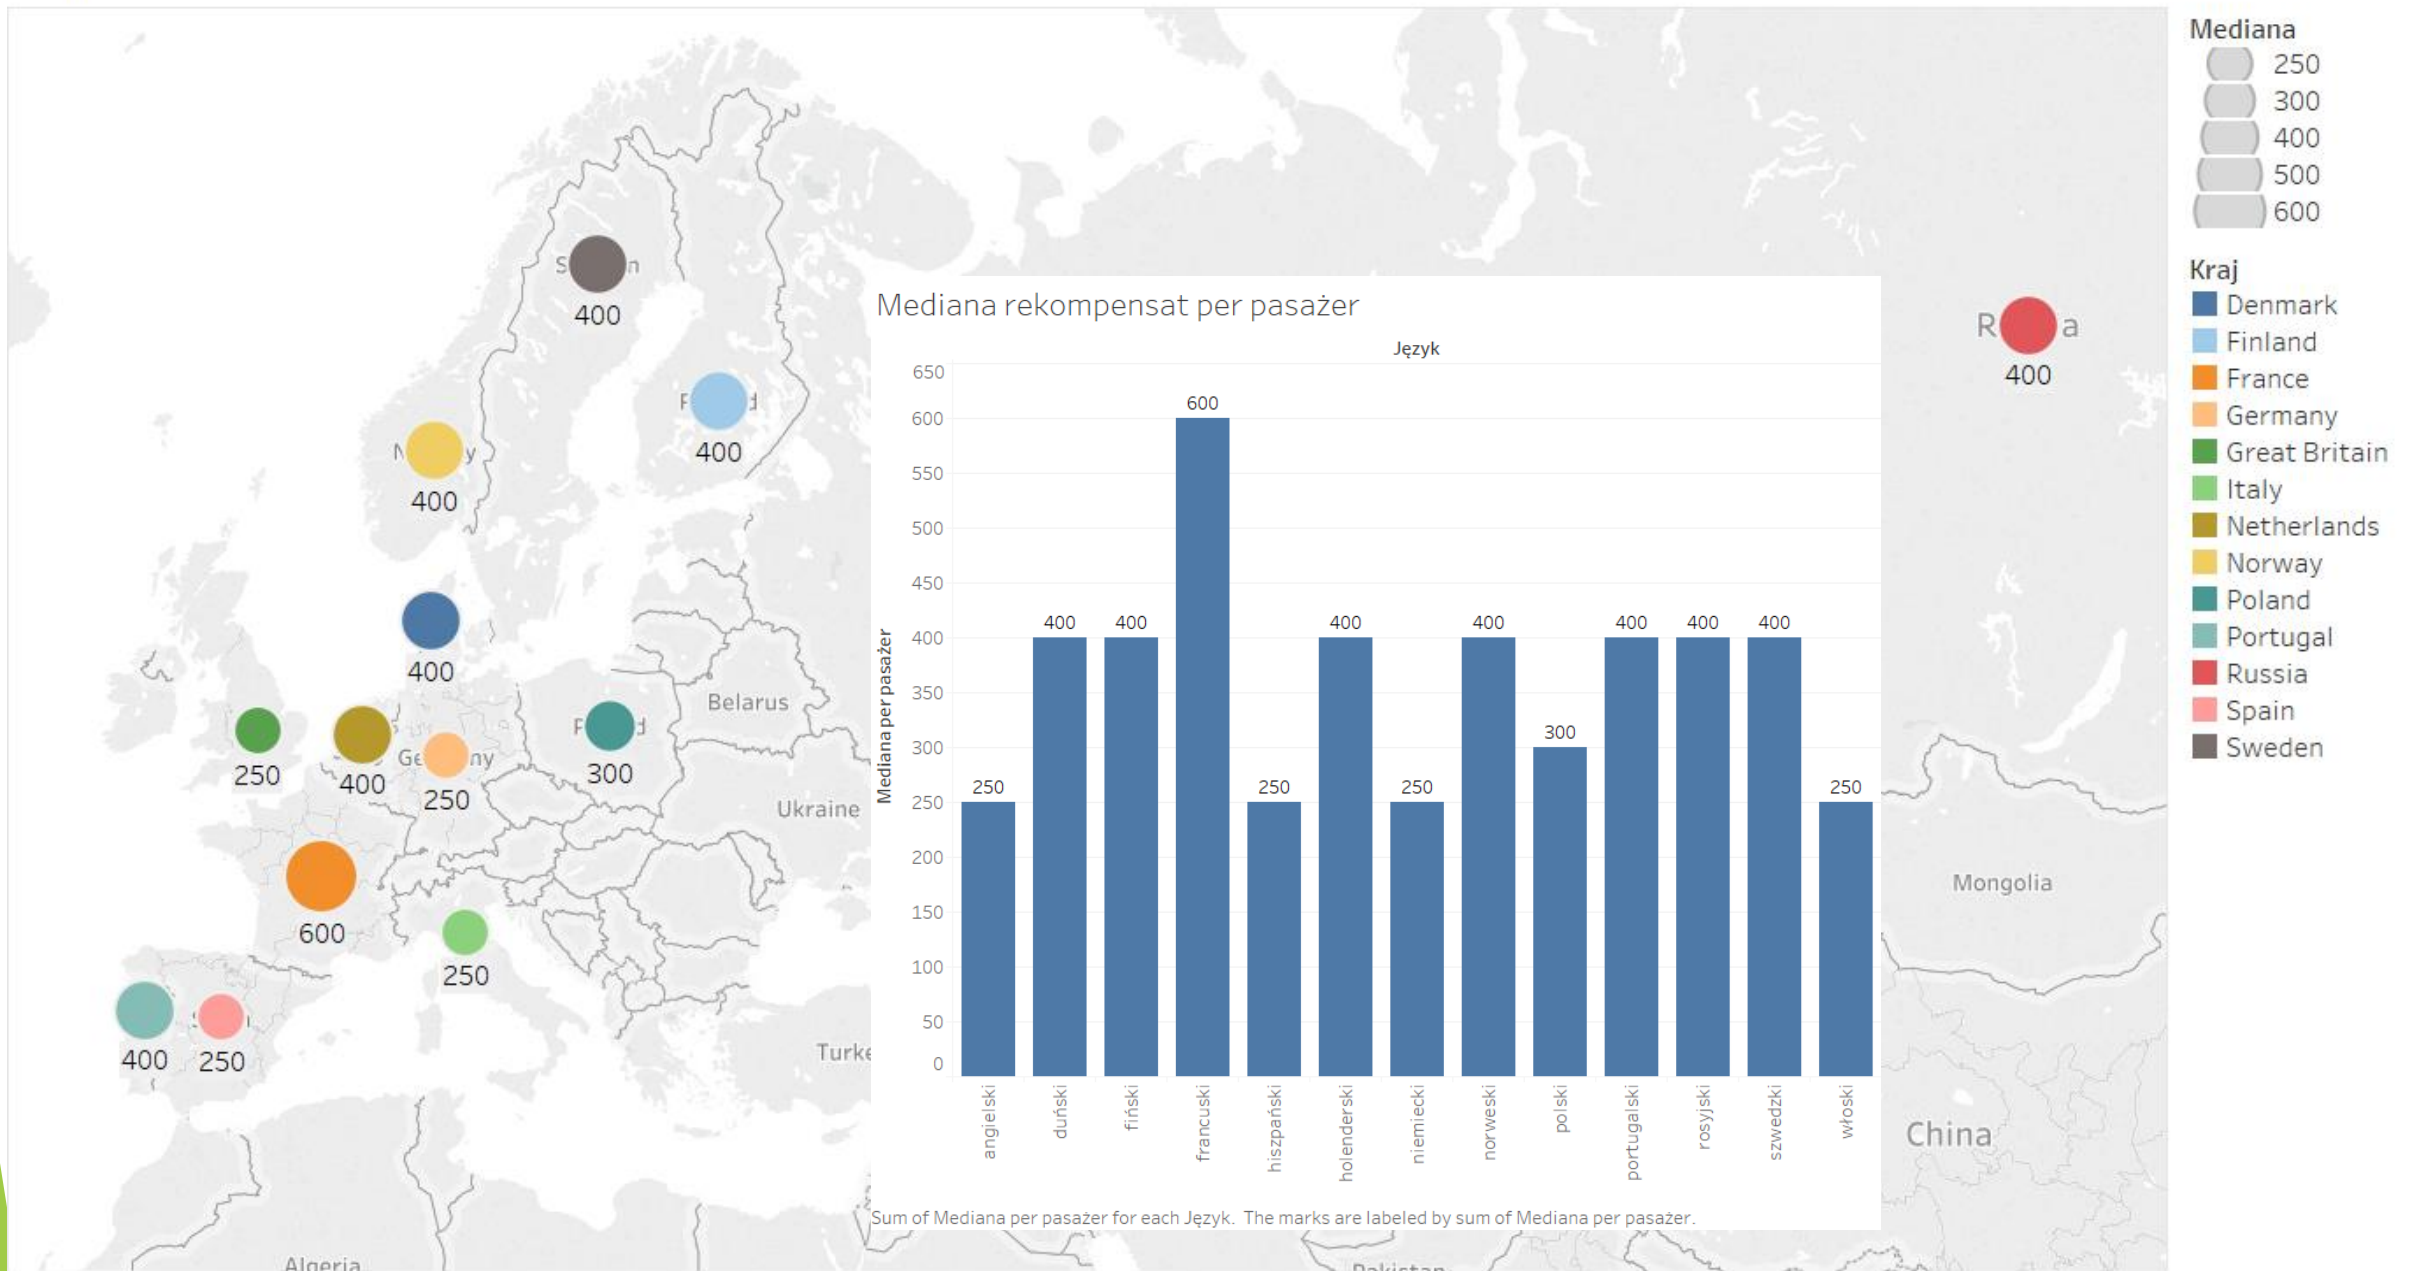 Mediana
250
300
400
500
600
Kraj
Denmark
Finland
France
Germany
Great Britain
Italy
Netherlands
Norway
Poland
Portugal
Russia
Spain
Sweden
400
400
400
400
250
400
250
300
600
250
400
250
400
Belarus
Ukraine
Mongolia
China
Mediana rekompensat per pasażer
Język
Mediana per pasażer
650
600
550
500
450
400
350
300
250
200
150
100
50
0
250
400
400
600
250
400
250
400
300
400
400
400
250
angielski
duński
fiński
francuski
hiszpański
holenderski
niemiecki
norweski
polski
portugalski
rosyjski
szwedzki
włoski
Sum of Mediana per pasażer for each Język. The marks are labeled by sum of Mediana per pasażer.
Algeria
Pakistan